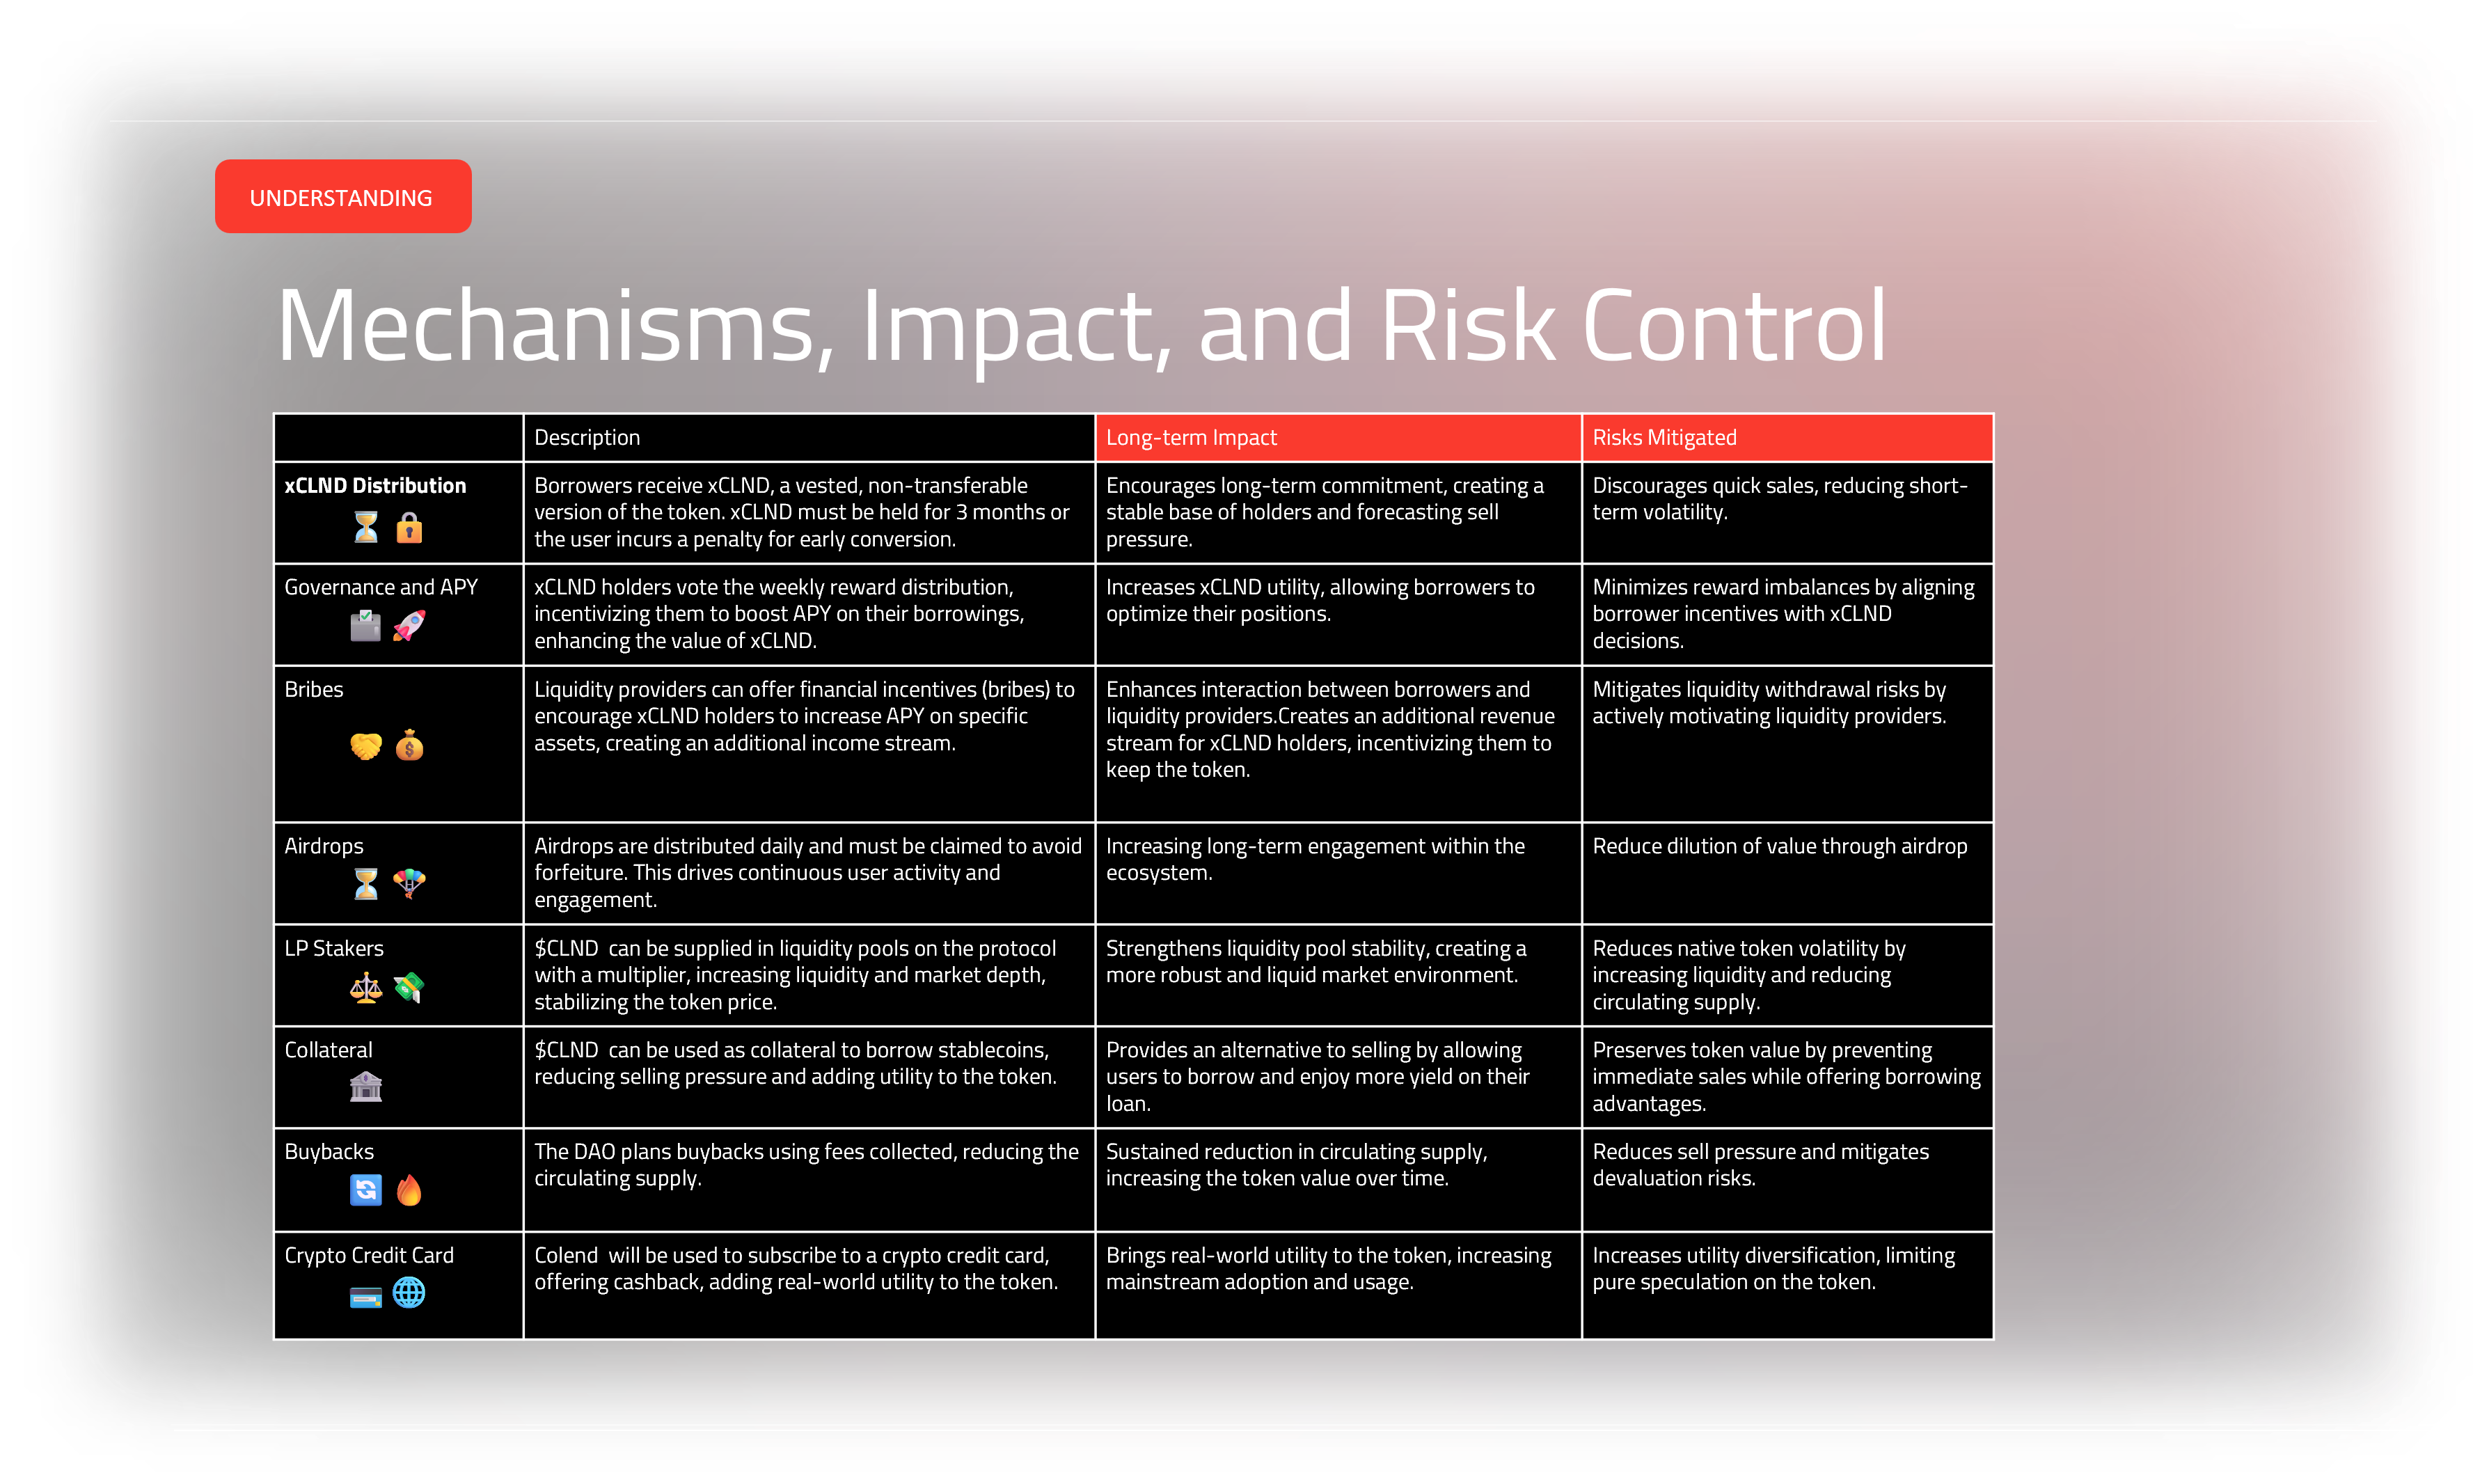 UNDERSTANDING
Mechanisms, Impact, and Risk Control
Description
Long-term Impact
Risks Mitigated
xCLND Distribution
Borrowers receive xCLND, a vested, non-transferable
version of the token. xCLND must be held for 3 months or
the user incurs a penalty for early conversion.
Encourages long-term commitment, creating a
stable base of holders and forecasting sell
pressure.
Discourages quick sales, reducing short-
term volatility.
Governance and APY
xCLND holders vote the weekly reward distribution,
incentivizing them to boost APY on their borrowings,
enhancing the value of xCLND.
Increases xCLND utility, allowing borrowers to
optimize their positions.
Minimizes reward imbalances by aligning
borrower incentives with xCLND
decisions.
Bribes
Liquidity providers can offer financial incentives (bribes) to
encourage xCLND holders to increase APY on specific
assets, creating an additional income stream.
Enhances interaction between borrowers and
liquidity providers.Creates an additional revenue
stream for xCLND holders, incentivizing them to
keep the token.
Mitigates liquidity withdrawal risks by
actively motivating liquidity providers.
Airdrops
Airdrops are distributed daily and must be claimed to avoid
forfeiture. This drives continuous user activity and
engagement.
Increasing long-term engagement within the
ecosystem.
Reduce dilution of value through airdrop
LP Stakers
$CLND  can be supplied in liquidity pools on the protocol
with a multiplier, increasing liquidity and market depth,
stabilizing the token price.
Strengthens liquidity pool stability, creating a
more robust and liquid market environment.
Reduces native token volatility by
increasing liquidity and reducing
circulating supply.
Collateral
$CLND  can be used as collateral to borrow stablecoins,
reducing selling pressure and adding utility to the token.
Provides an alternative to selling by allowing
users to borrow and enjoy more yield on their
loan.
Preserves token value by preventing
immediate sales while offering borrowing
advantages.
Buybacks
The DAO plans buybacks using fees collected, reducing the
circulating supply.
Sustained reduction in circulating supply,
increasing the token value over time.
Reduces sell pressure and mitigates
devaluation risks.
Crypto Credit Card
Colend  will be used to subscribe to a crypto credit card,
offering cashback, adding real-world utility to the token.
Brings real-world utility to the token, increasing
mainstream adoption and usage.
Increases utility diversification, limiting
pure speculation on the token.